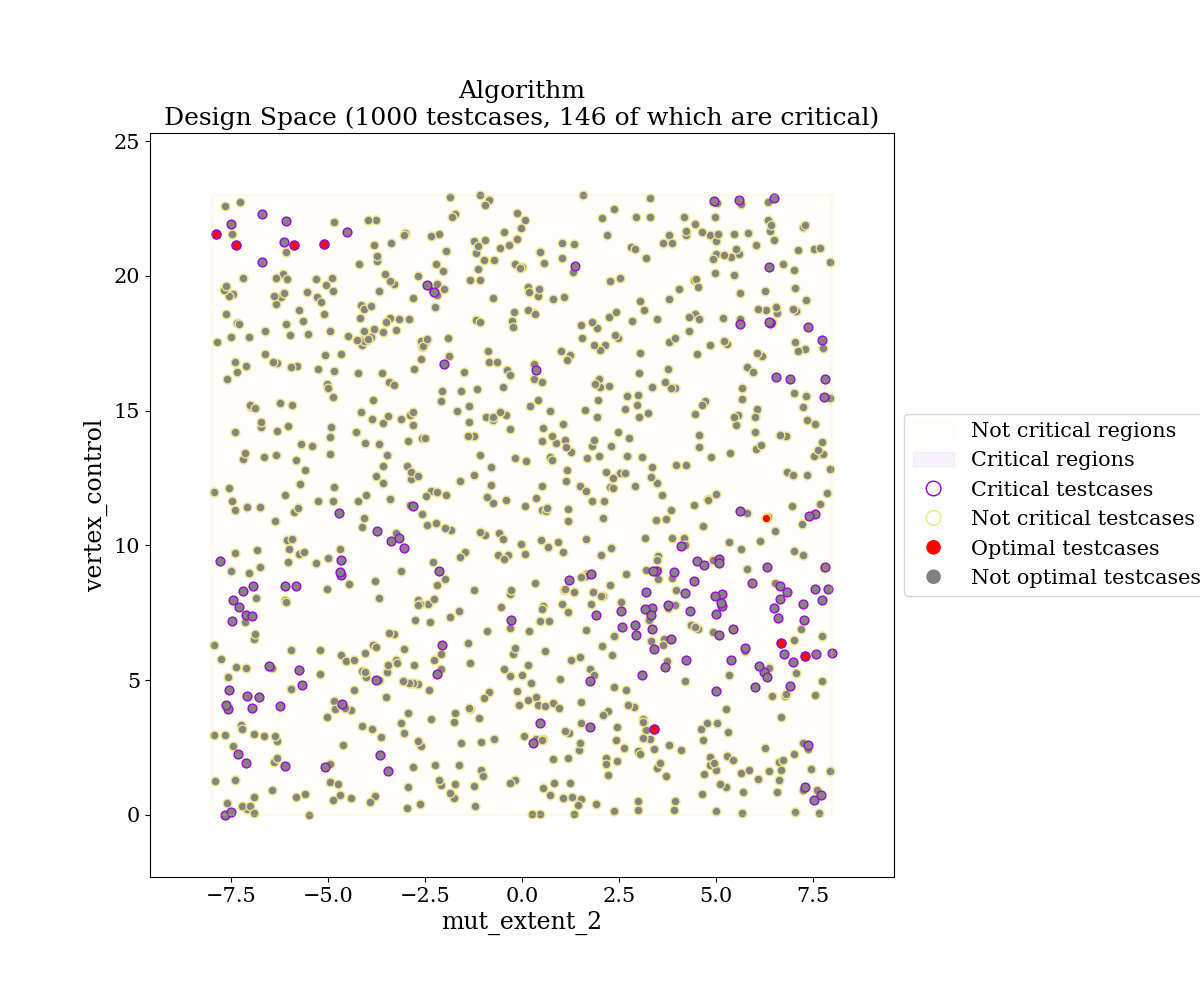 Algorithm
Design Space (1000 testcases, 146 of which are critical)
25
20
15
10
5
0
vertex_control
−7.5
−5.0
−2.5
0.0
2.5
5.0
7.5
mut_extent_2
Not critical regions
Critical regions
Critical testcases
Not critical testcases
Optimal testcases
Not optimal testcases